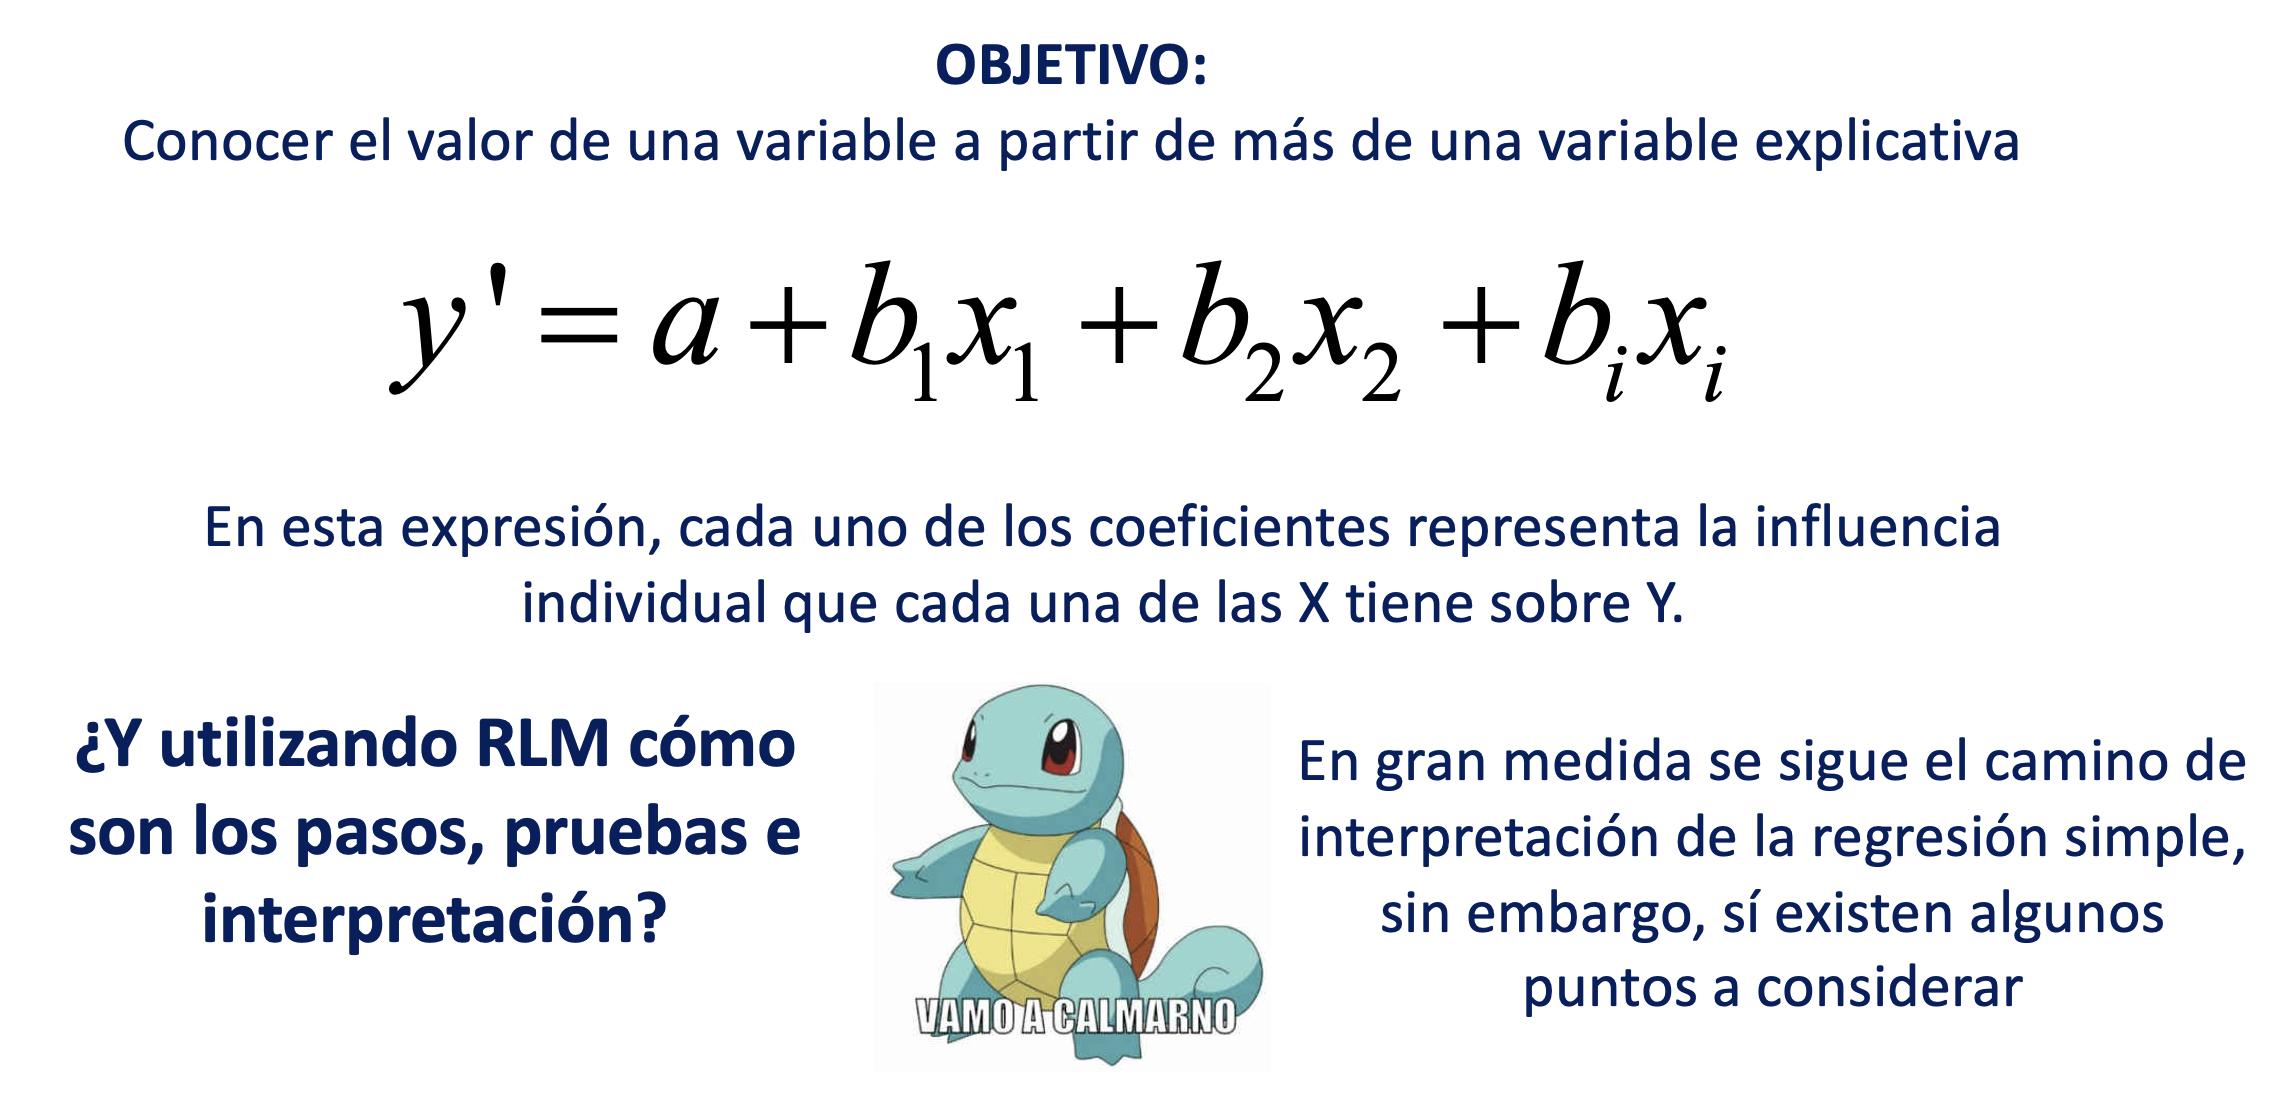 OBJETIVO:
Conocer el valor de una variable a partir de más de una variable explicativa
y' = a + b₁x₁ + b₂x₂ + bᵢxᵢ
En esta expresión, cada uno de los coeficientes representa la influencia
individual que cada una de las X tiene sobre Y.
¿Y utilizando RLM cómo
son los pasos, pruebas e
interpretación?
VAMO A CALMARNO
En gran medida se sigue el camino de
interpretación de la regresión simple,
sin embargo, sí existen algunos
puntos a considerar